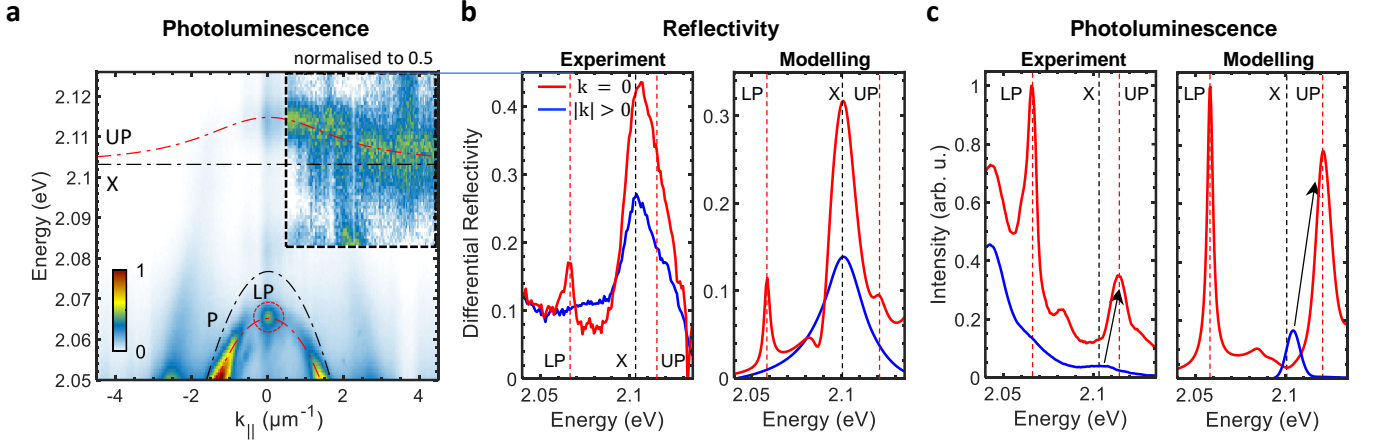 a
Photoluminescence
normalised to 0.5
Energy (eV)
2.12
2.11
2.1
2.09
2.08
2.07
2.06
2.05
UP
X
LP
P
1
0
-4
-2
0
2
4
k|| (µm-1)
b
Reflectivity
Experiment
Modelling
Differential Reflectivity
0.4
0.3
0.2
0.1
0
k = 0
|k| > 0
LP
X
UP
2.05
2.1
Energy (eV)
0.3
0.2
0.1
0
LP
X
UP
2.05
2.1
Energy (eV)
c
Photoluminescence
Experiment
Modelling
Intensity (arb. u.)
1
0.8
0.6
0.4
0.2
0
LP
X
UP
2.05
2.1
Energy (eV)
LP
X
UP
2.05
2.1
Energy (eV)